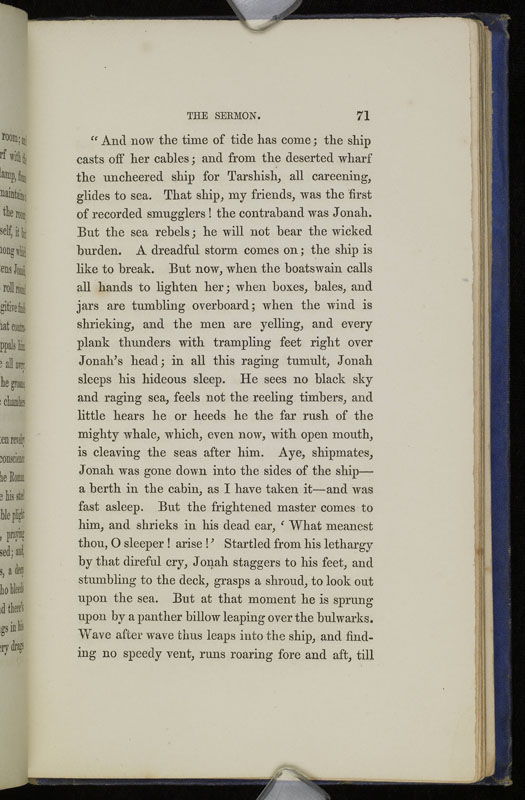 THE SERMON. 71
“ And now the time of tide has come ; the ship
casts off her cables ; and from the deserted wharf
the uncheered ship for Tarshish, all careening,
glides to sea. That ship, my friends, was the first
of recorded smugglers ! the contraband was Jonah.
But the sea rebels ; he will not bear the wicked
burden. A dreadful storm comes on ; the ship is
like to break. But now, when the boatswain calls
all hands to lighten her ; when boxes, bales, and
jars are tumbling overboard ; when the wind is
shrieking, and the men are yelling, and every
plank thunders with trampling feet right over
Jonah’s head ; in all this raging tumult, Jonah
sleeps his hideous sleep. He sees no black sky
and raging sea, feels not the reeling timbers, and
little hears he or heeds he the far rush of the
mighty whale, which, even now, with open mouth,
is cleaving the seas after him. Aye, shipmates,
Jonah was gone down into the sides of the ship—
a berth in the cabin, as I have taken it—and was
fast asleep. But the frightened master comes to
him, and shrieks in his dead ear, ‘ What meanest
thou, O sleeper ! arise !’ Startled from his lethargy
by that direful cry, Jonah staggers to his feet, and
stumbling to the deck, grasps a shroud, to look out
upon the sea. But at that moment he is sprung
upon by a panther billow leaping over the bulwarks.
Wave after wave thus leaps into the ship, and find-
ing no speedy vent, runs roaring fore and aft, till